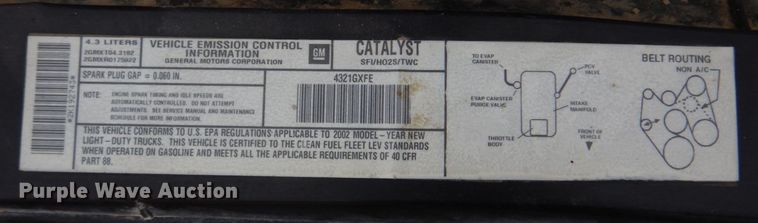 4.3 LITERS
2GMXT04.3182
2GMXR0175922
VEHICLE EMISSION CONTROL
INFORMATION
GENERAL MOTORS CORPORATION
GM
CATALYST
SFI/HO2S/TWC
SPARK PLUG GAP = 0.060 IN.
4321GXFE
NOTE:
ENGINE SPARK TIMING AND IDLE SPEEDS ARE
AUTOMATICALLY CONTROLLED. DO NOT ATTEMPT
ADJUSTMENTS. SEE SERVICE MANUAL AND MAINTENANCE
SCHEDULE FOR MORE INFORMATION.
THIS VEHICLE CONFORMS TO U.S. EPA REGULATIONS APPLICABLE TO 2002 MODEL-YEAR NEW
LIGHT-DUTY TRUCKS. THIS VEHICLE IS CERTIFIED TO THE CLEAN FUEL FLEET LEV STANDARDS
WHEN OPERATED ON GASOLINE AND MEETS ALL THE APPLICABLE REQUIREMENTS OF 40 CFR
PART 88.
TO EVAP
CANISTER
PCV
VALVE
EVAP CANISTER
PURGE VALVE
INTAKE
MANIFOLD
THROTTLE
BODY
FRONT OF
VEHICLE
BELT ROUTING
NON A/C
Purple Wave Auction